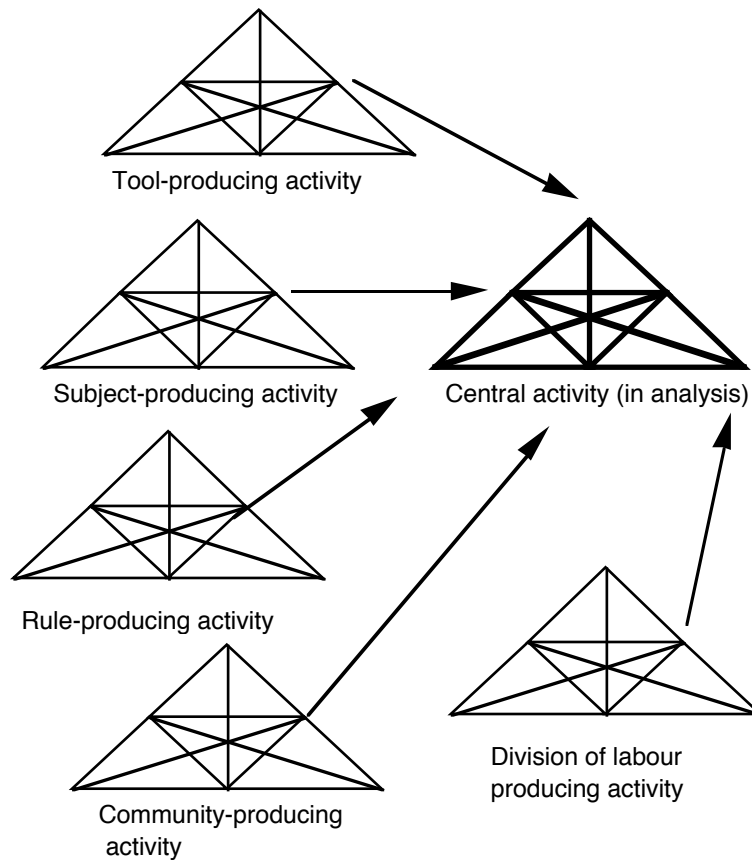 Tool-producing activity
Subject-producing activity
Central activity (in analysis)
Rule-producing activity
Division of labour
producing activity
Community-producing
activity